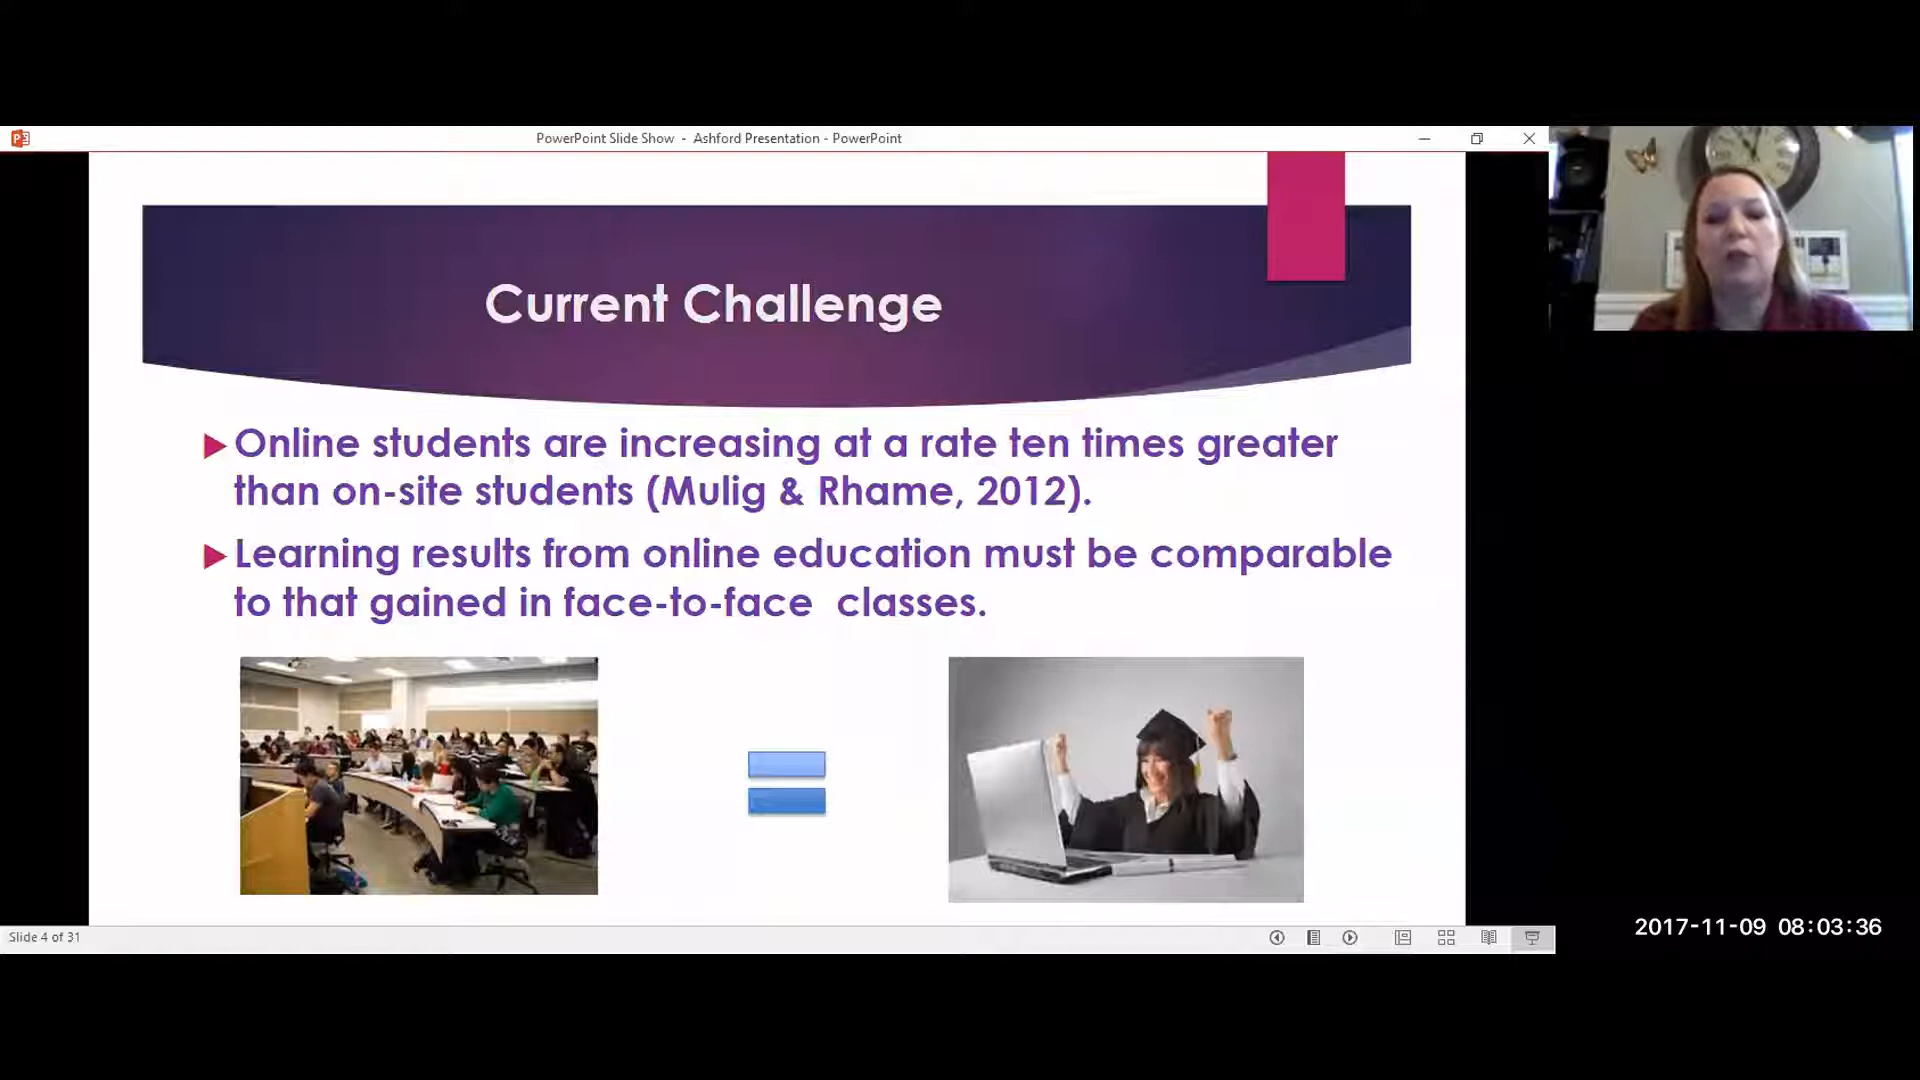 PowerPoint Slide Show - Ashford Presentation - PowerPoint
Current Challenge
Online students are increasing at a rate ten times greater
than on-site students (Mulig & Rhame, 2012).
Learning results from online education must be comparable
to that gained in face-to-face classes.
Slide 4 of 31
2017-11-09 08:03:36